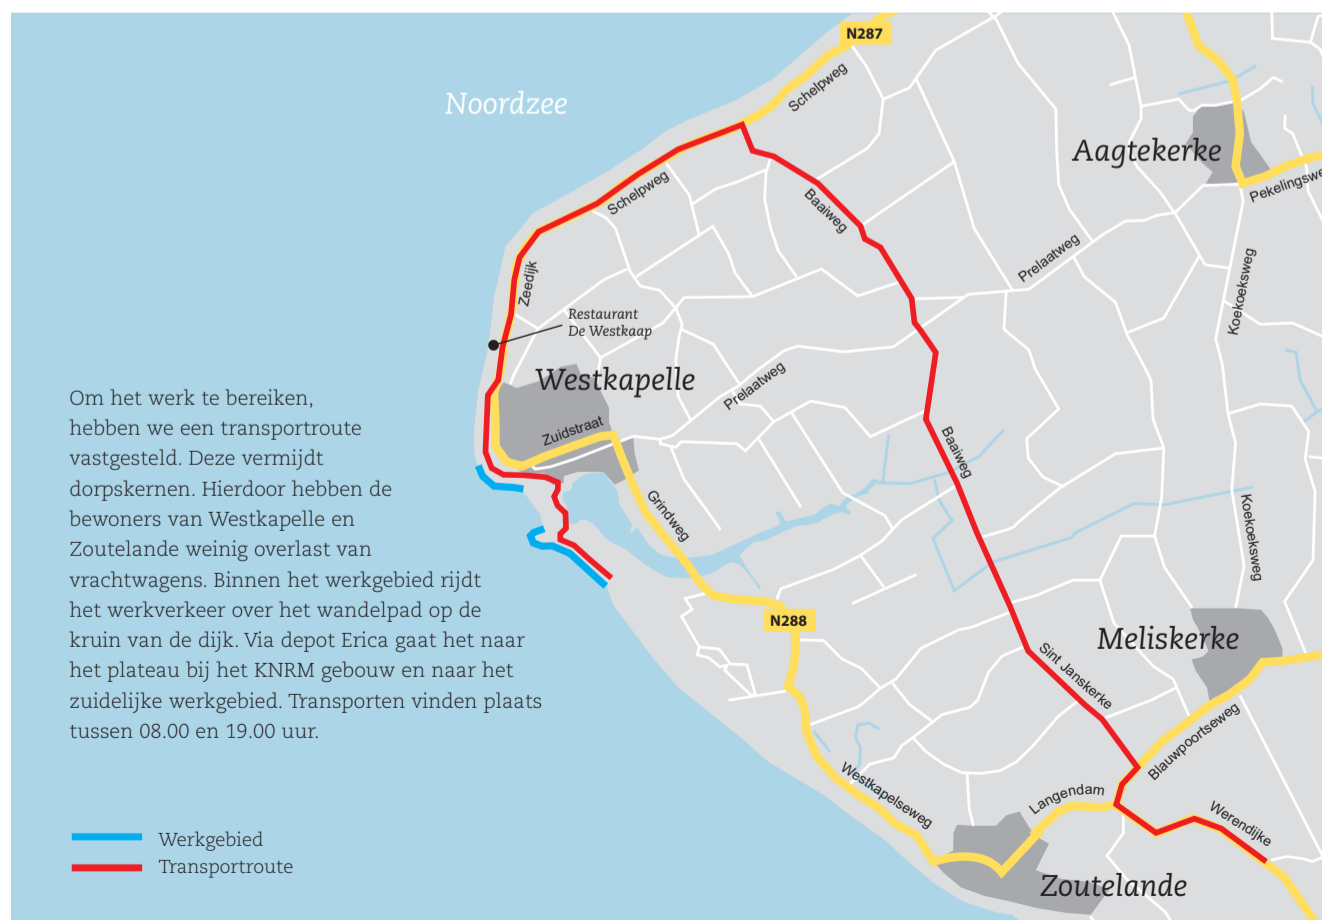 N287
Noordzee
Schelpweg
Aagtekerke
Pekelingswe
Schelpweg
Baaiweg
Prelaatweg
Koekoeksweg
Zeedijk
Restaurant
De Westkaap
Westkapelle
Prelaatweg
Zuidstraat
Baaiweg
Grindweg
Koekoeksweg
Om het werk te bereiken,
hebben we een transportroute
vastgesteld. Deze vermijdt
dorpskernen. Hierdoor hebben de
bewoners van Westkapelle en
Zoutelande weinig overlast van
vrachtwagens. Binnen het werkgebied rijdt
het werkverkeer over het wandelpad op de
kruin van de dijk. Via depot Erica gaat het naar
het plateau bij het KNRM gebouw en naar het
zuidelijke werkgebied. Transporten vinden plaats
tussen 08.00 en 19.00 uur.
N288
Meliskerke
Sint Janskerke
Blauwpoortseweg
Westkapelseweg
Langendam
Werendijke
Zoutelande
Werkgebied
Transportroute